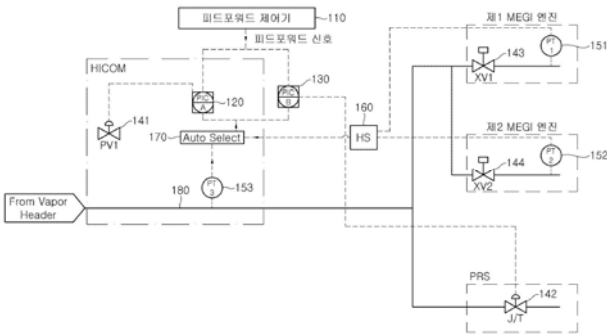 피드포워드 제어기
110
피드포워드 신호
HICOM
PIC
A
120
PIC
B
130
141
PV1
170
Auto Select
160
HS
PT
3
153
180
From Vapor
Header
제1 MEGI 엔진
143
XV1
PT
1
151
제2 MEGI 엔진
144
XV2
PT
2
152
PRS
142
J/T